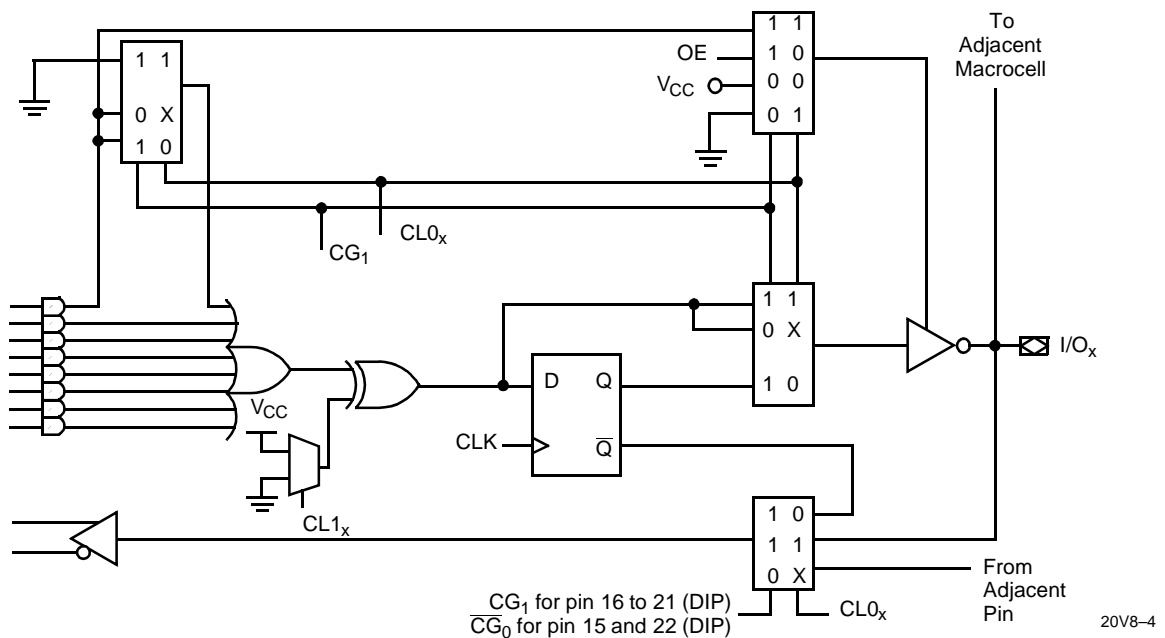 1 1
1 0
0 0
0 1
OE
VCC
To
Adjacent
Macrocell
1 1
0 X
1 0
CG1
CL0x
1 1
0 X
1 0
I/Ox
VCC
D Q
CLK
Q̅
CL1x
1 0
1 1
0 X
From
Adjacent
Pin
CG1 for pin 16 to 21 (DIP)
C̅G̅0 for pin 15 and 22 (DIP)
CL0x
20V8–4